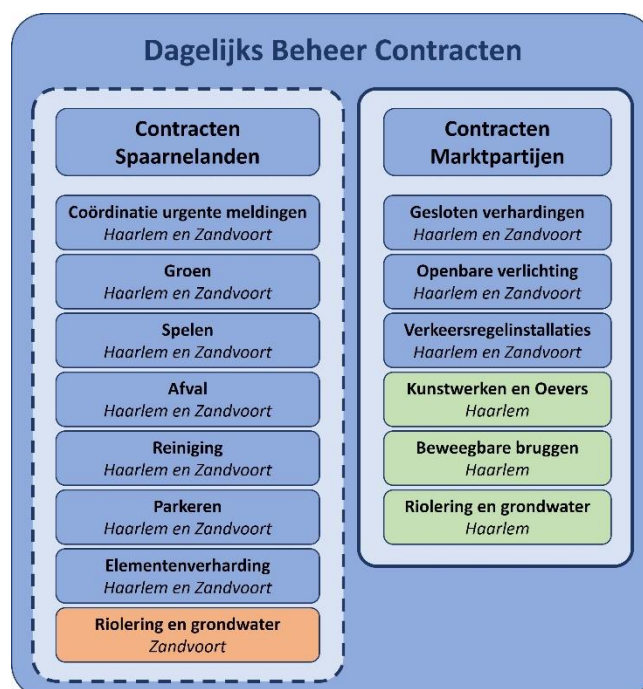 Dagelijks Beheer Contracten
Contracten
Spaarnelanden
Coördinatie urgente meldingen
Haarlem en Zandvoort
Groen
Haarlem en Zandvoort
Spelen
Haarlem en Zandvoort
Afval
Haarlem en Zandvoort
Reiniging
Haarlem en Zandvoort
Parkeren
Haarlem en Zandvoort
Elementenverharding
Haarlem en Zandvoort
Riolering en grondwater
Zandvoort
Contracten
Marktpartijen
Gesloten verhardingen
Haarlem en Zandvoort
Openbare verlichting
Haarlem en Zandvoort
Verkeersregelinstallaties
Haarlem en Zandvoort
Kunstwerken en Oevers
Haarlem
Beweegbare bruggen
Haarlem
Riolering en grondwater
Haarlem